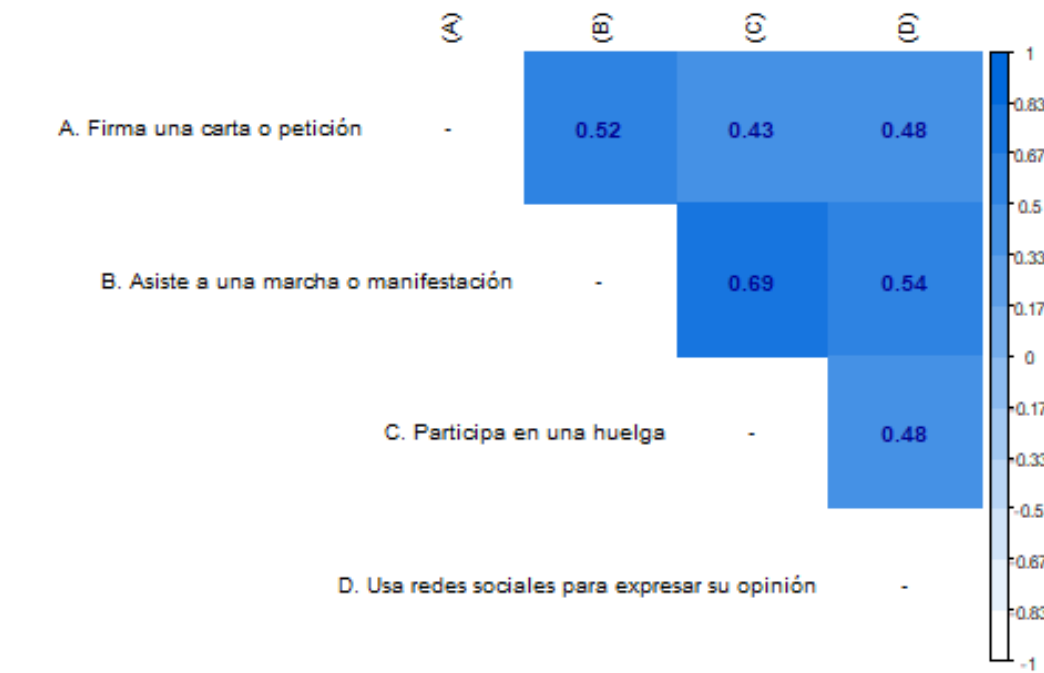 (A) (B) (C) (D)
A. Firma una carta o petición - 0.52 0.43 0.48
B. Asiste a una marcha o manifestación - 0.69 0.54
C. Participa en una huelga - 0.48
D. Usa redes sociales para expresar su opinión -
1
0.83
0.67
0.5
0.33
0.17
0
-0.17
-0.33
-0.5
-0.67
-0.83
-1